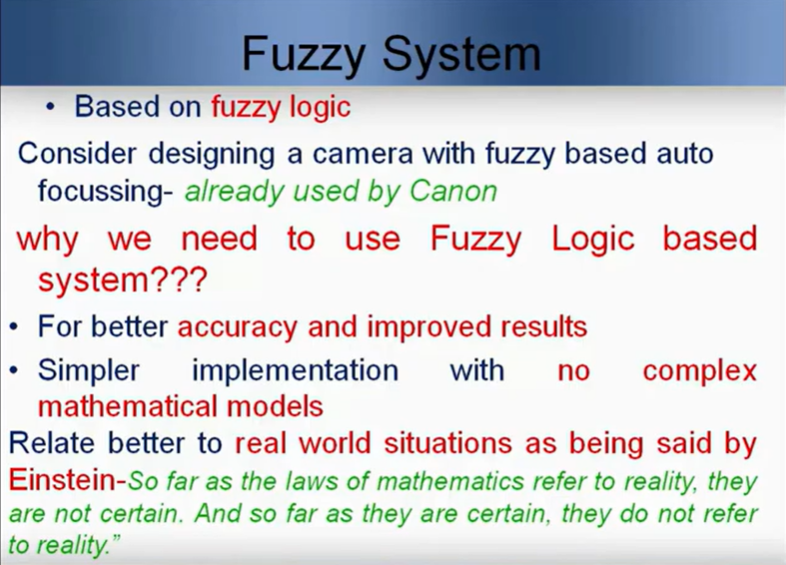 Fuzzy System
• Based on fuzzy logic
Consider designing a camera with fuzzy based auto
focussing- already used by Canon
why we need to use Fuzzy Logic based
system???
• For better accuracy and improved results
• Simpler implementation with no complex
mathematical models
Relate better to real world situations as being said by
Einstein-So far as the laws of mathematics refer to reality, they
are not certain. And so far as they are certain, they do not refer
to reality.”